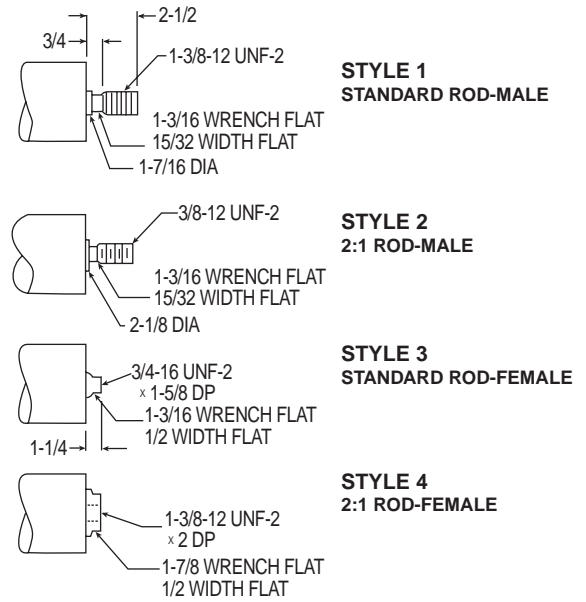 2-1/2
3/4
1-3/8-12 UNF-2
STYLE 1
STANDARD ROD-MALE
1-3/16 WRENCH FLAT
15/32 WIDTH FLAT
1-7/16 DIA
3/8-12 UNF-2
STYLE 2
2:1 ROD-MALE
1-3/16 WRENCH FLAT
15/32 WIDTH FLAT
2-1/8 DIA
STYLE 3
STANDARD ROD-FEMALE
3/4-16 UNF-2
x 1-5/8 DP
1-3/16 WRENCH FLAT
1/2 WIDTH FLAT
1-1/4
STYLE 4
2:1 ROD-FEMALE
1-3/8-12 UNF-2
x 2 DP
1-7/8 WRENCH FLAT
1/2 WIDTH FLAT